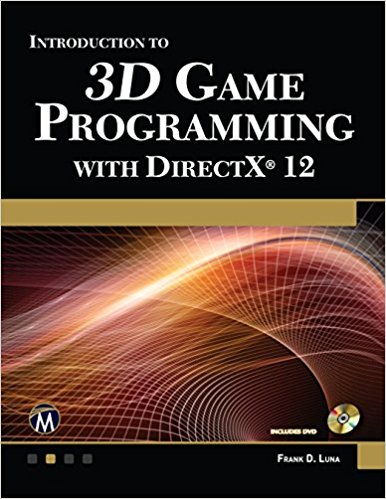 INTRODUCTION TO
3D GAME
PROGRAMMING
WITH DIRECTX® 12
M
INCLUDES DVD
FRANK D. LUNA